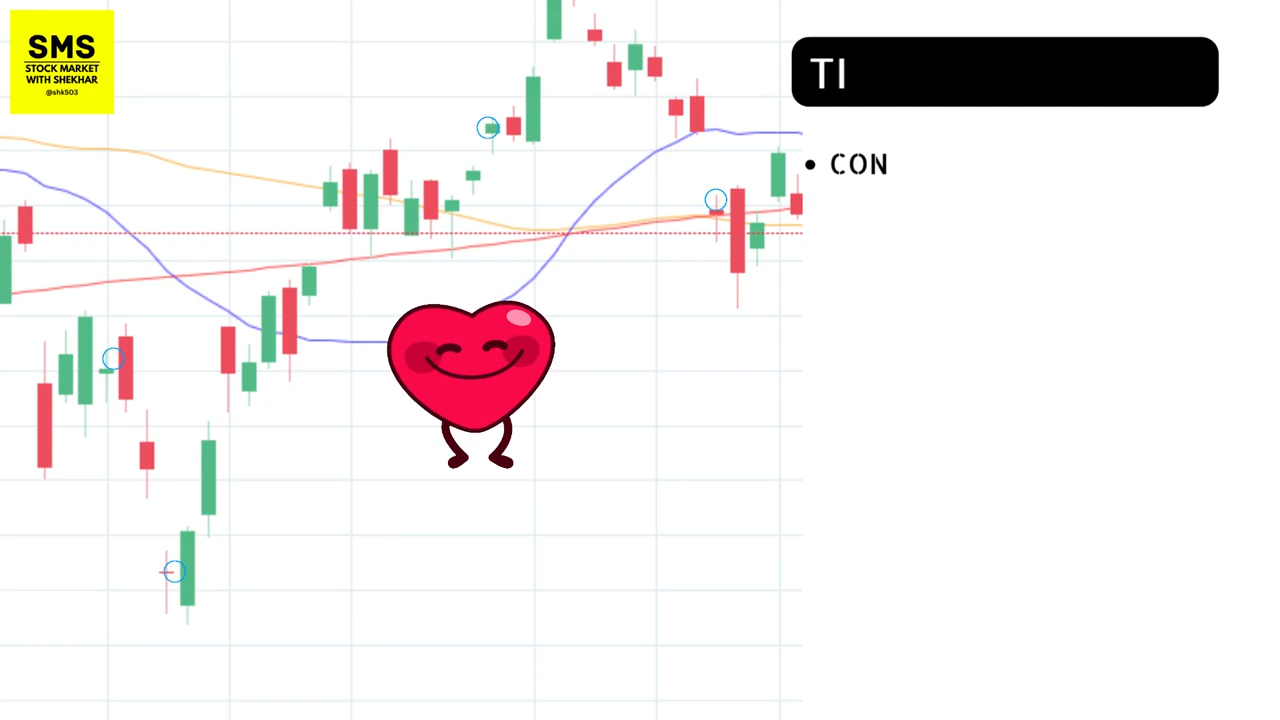 SMS
STOCK MARKET
WITH SHEKHAR
@shk503
TI
CON